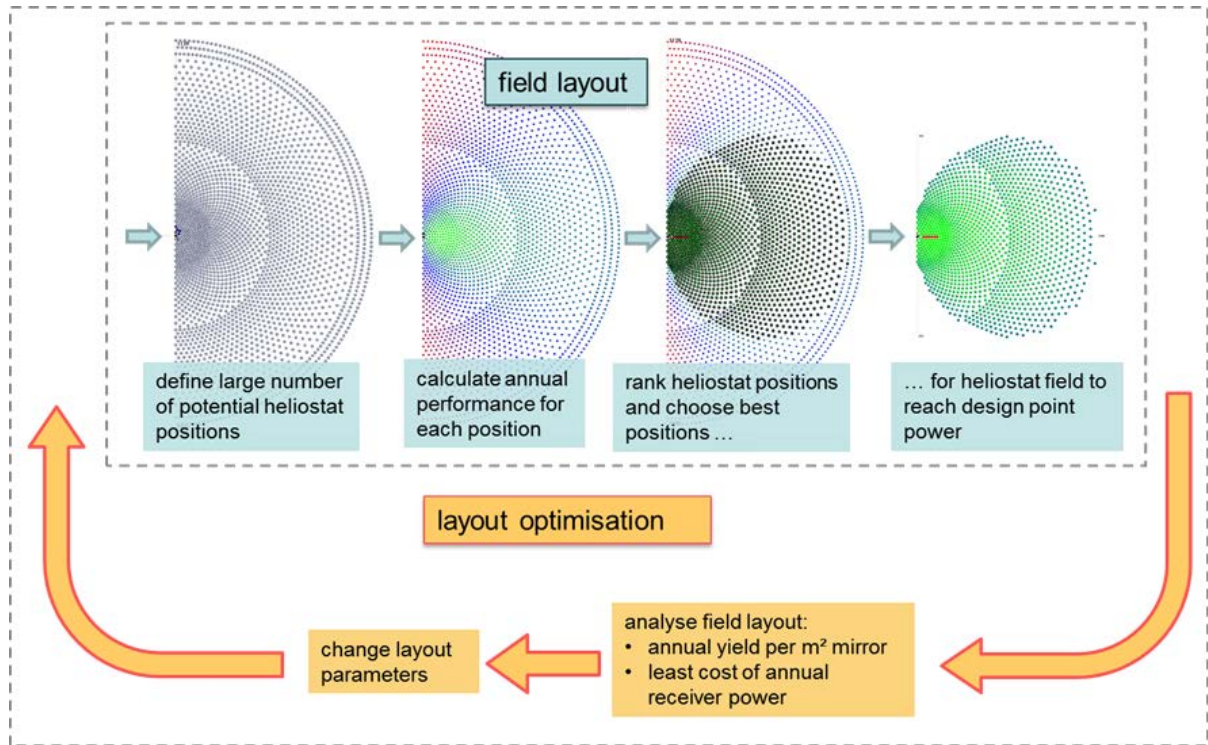 field layout
define large number
of potential heliostat
positions
calculate annual
performance for
each position
rank heliostat positions
and choose best
positions …
… for heliostat field to
reach design point
power
layout optimisation
analyse field layout:
• annual yield per m² mirror
• least cost of annual
receiver power
change layout
parameters